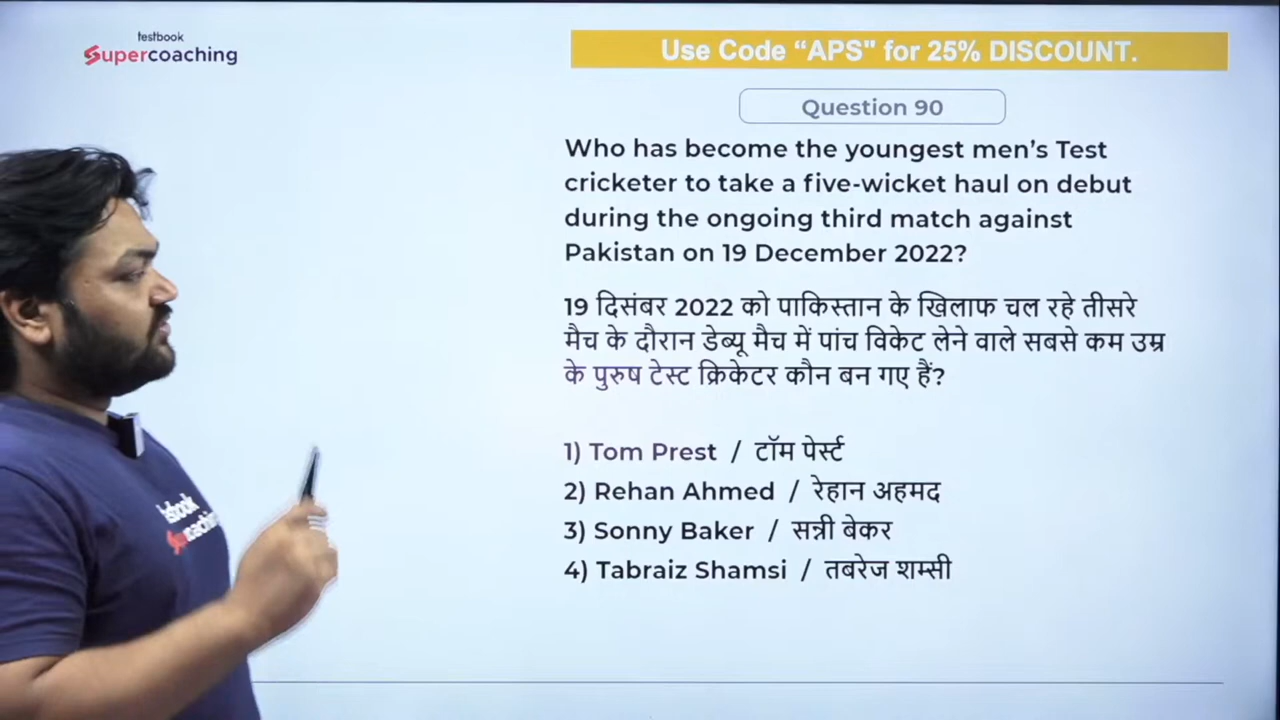 testbook
Supercoaching
Use Code “APS" for 25% DISCOUNT.
Question 90
Who has become the youngest men’s Test
cricketer to take a five-wicket haul on debut
during the ongoing third match against
Pakistan on 19 December 2022?
19 दिसंबर 2022 को पाकिस्तान के खिलाफ चल रहे तीसरे
मैच के दौरान डेब्यू मैच में पांच विकेट लेने वाले सबसे कम उम्र
के पुरुष टेस्ट क्रिकेटर कौन बन गए हैं?
1) Tom Prest / टॉम पेर्स्ट
2) Rehan Ahmed / रेहान अहमद
3) Sonny Baker / सन्नी बेकर
4) Tabraiz Shamsi / तबरेज शम्सी